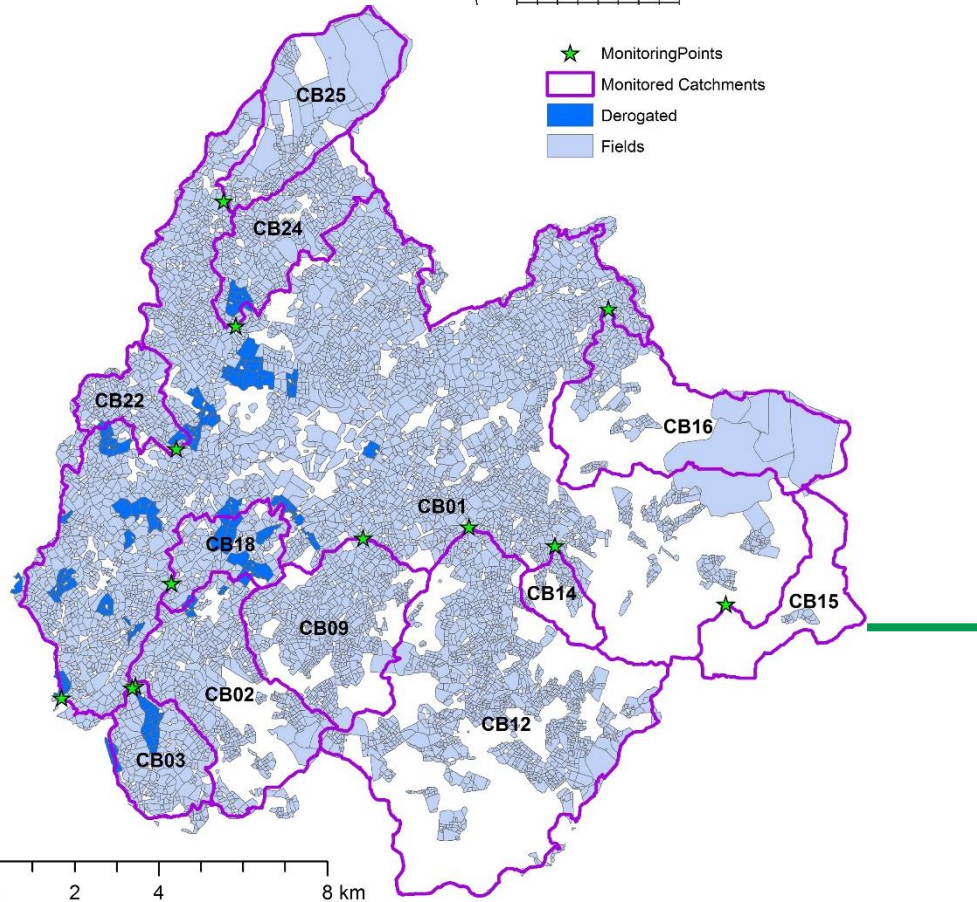 MonitoringPoints
Monitored Catchments
Derogated
Fields
CB25
CB24
CB22
CB16
CB01
CB18
CB14
CB15
CB09
CB02
CB12
CB03
2 4 8 km